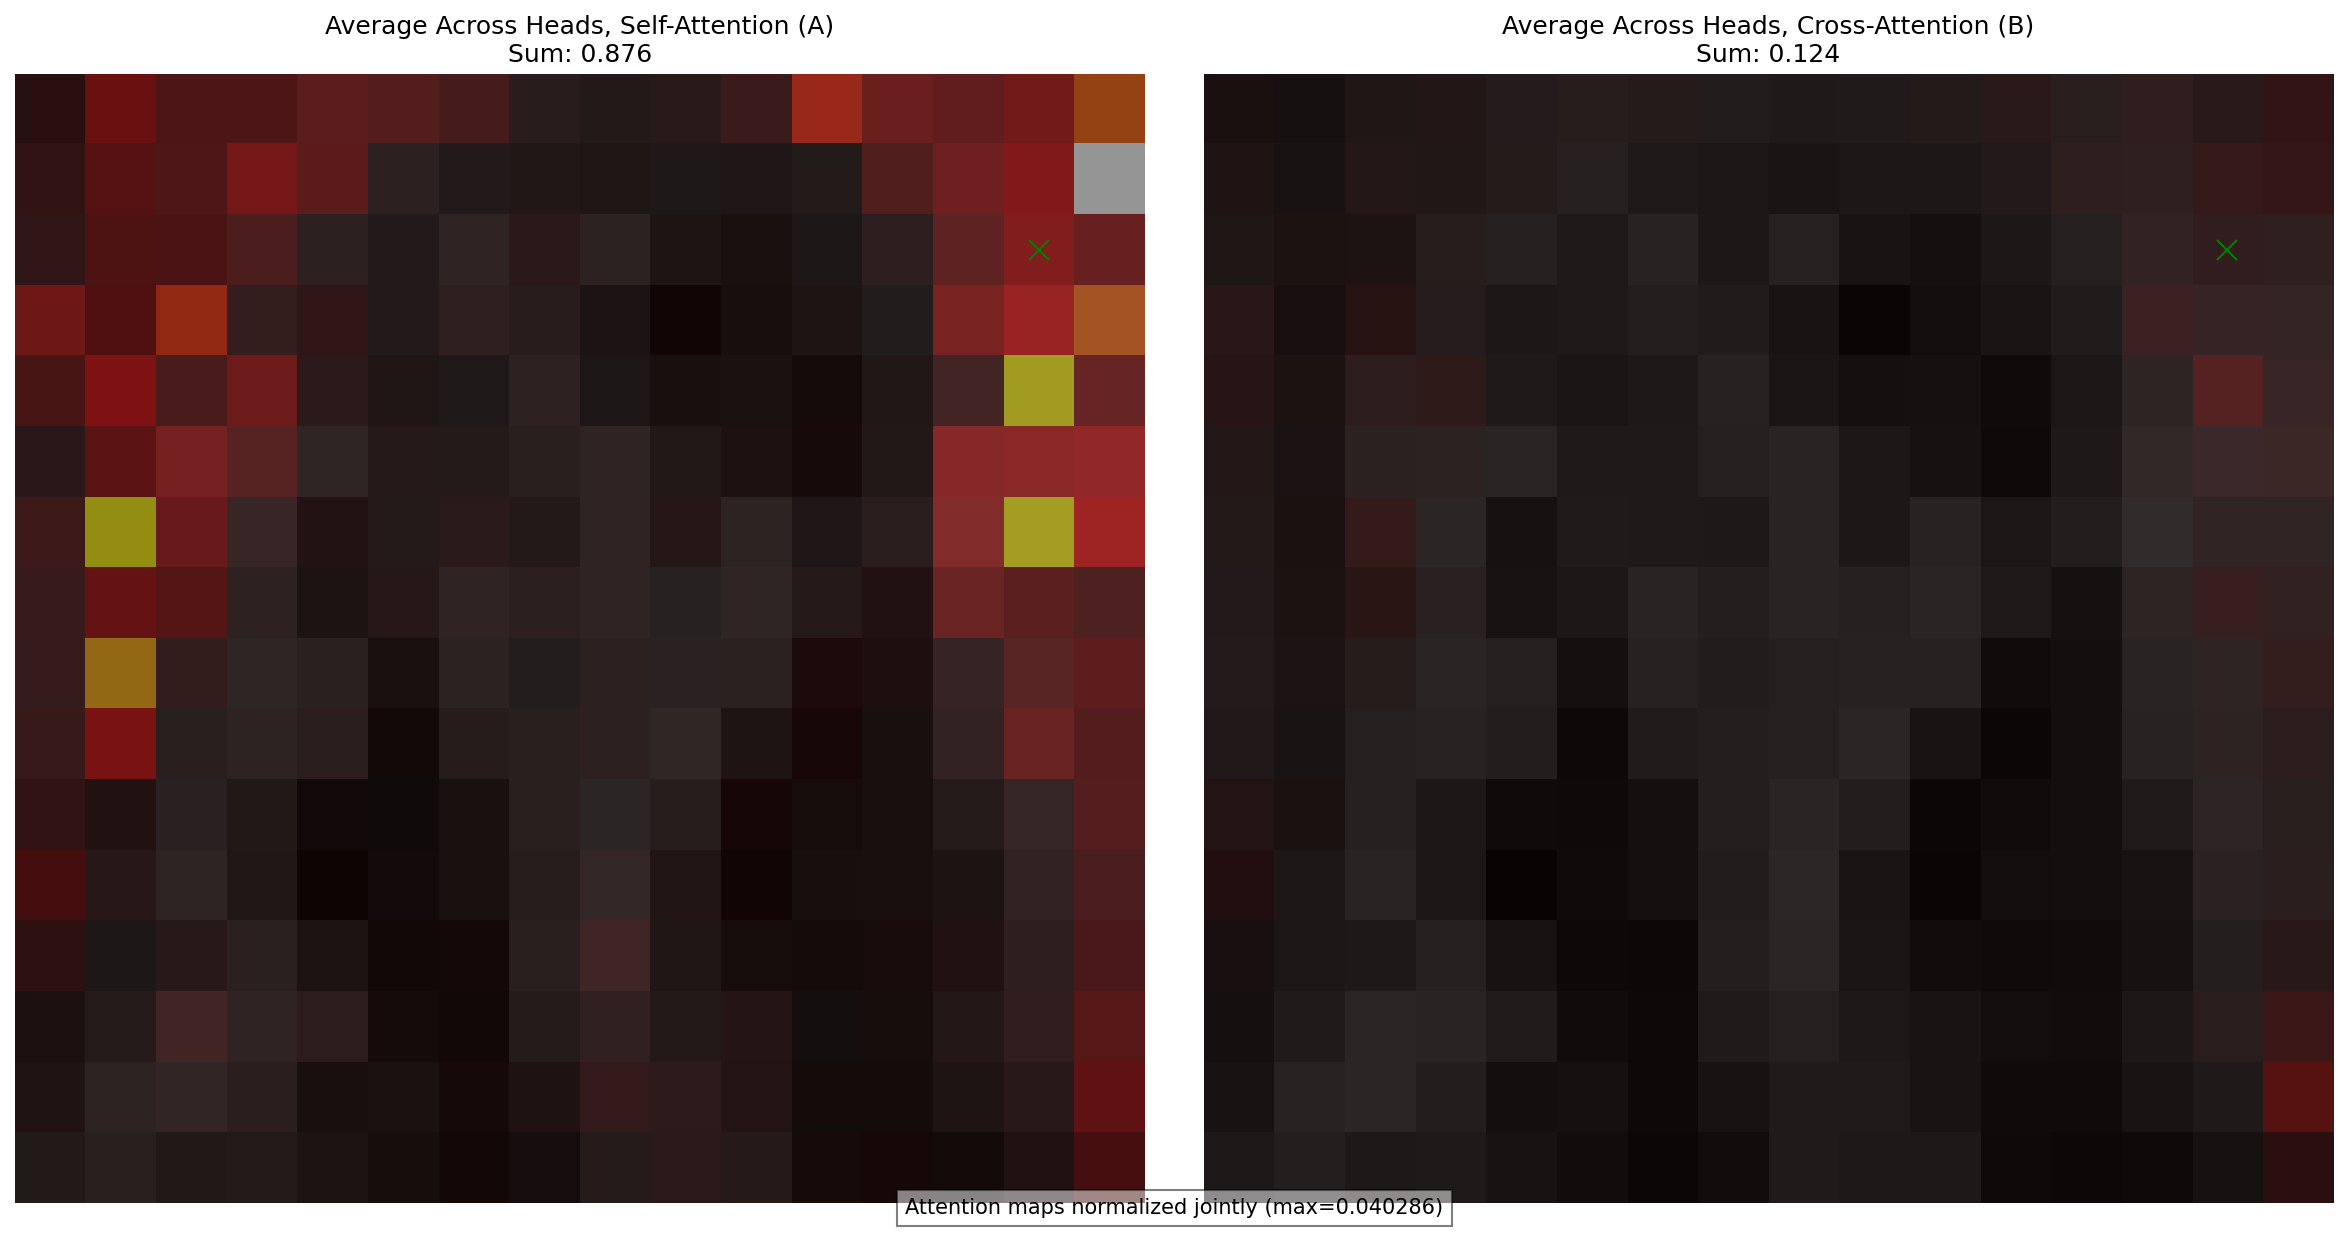 Average Across Heads, Self-Attention (A)
Sum: 0.876
Average Across Heads, Cross-Attention (B)
Sum: 0.124
Attention maps normalized jointly (max=0.040286)